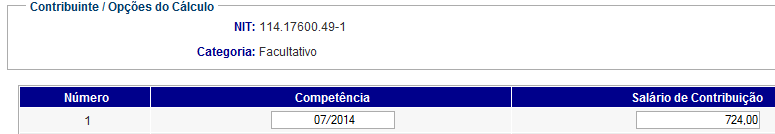 Contribuinte / Opções do Cálculo
NIT: 114.17600.49-1
Categoria: Facultativo
Número Competência Salário de Contribuição
1 07/2014 724,00